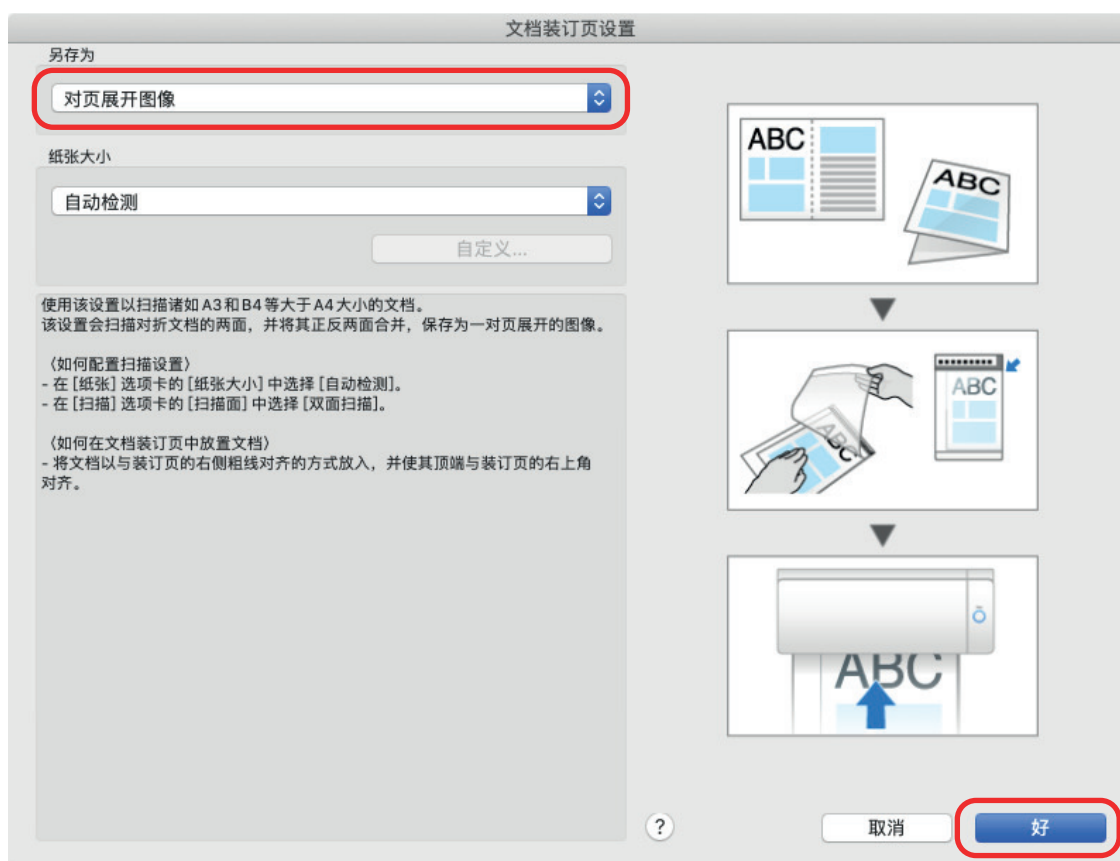 文档装订页设置
另存为
对页展开图像
纸张大小
自动检测
自定义...
使用该设置以扫描诸如A3和B4等大于A4大小的文档。
该设置会扫描对折文档的两面，并将其正反两面合并，保存为一对页展开的图像。
〈如何配置扫描设置〉
- 在 [纸张] 选项卡的 [纸张大小] 中选择 [自动检测]。
- 在 [扫描] 选项卡的 [扫描面] 中选择 [双面扫描]。
〈如何在文档装订页中放置文档〉
- 将文档以与装订页的右侧粗线对齐的方式放入，并使其顶端与装订页的右上角
对齐。
ABC
ABC
ABC
ABC
ABC
?
取消
好